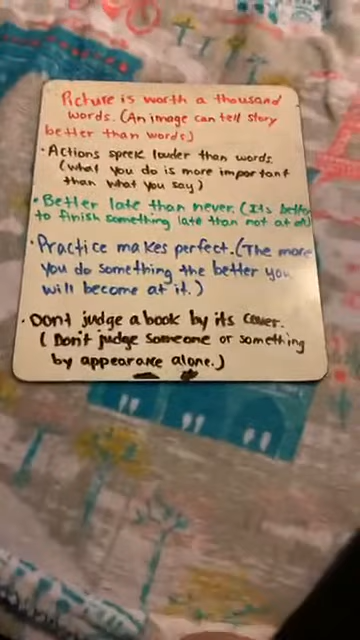 Picture is worth a thousand
words. (An image can tell story
better than words)
• Actions speek louder than words.
(What you do is more important
than what you say)
• Better late than never. (Its better
to finish something late than not at all)
• Practice makes perfect. (The more
you do something the better you
will become at it.)
• Dont judge a book by its cover.
(Don't judge someone or something
by appearance alone.)